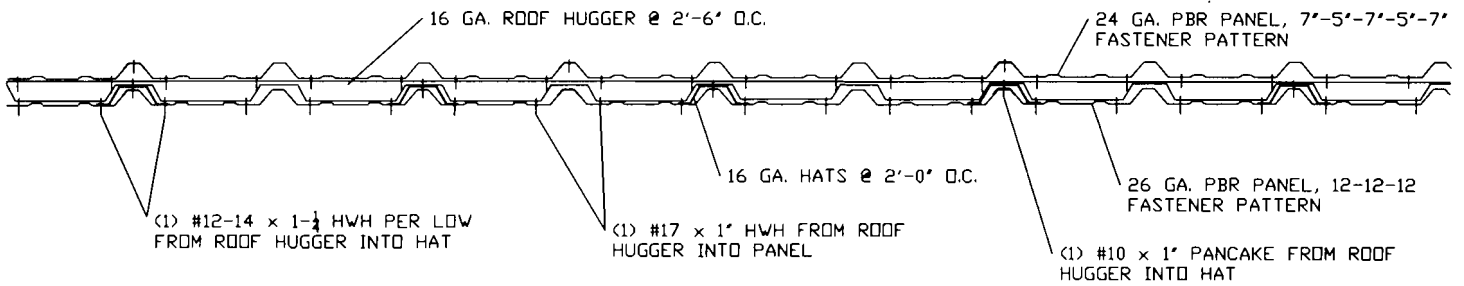 16 GA. ROOF HUGGER @ 2'-6" O.C.
24 GA. PBR PANEL, 7"-5"-7"-5"-7"
FASTENER PATTERN
16 GA. HATS @ 2'-0" O.C.
26 GA. PBR PANEL, 12-12-12
FASTENER PATTERN
(1) #12-14 x 1-1/2 HWH PER LOW
FROM ROOF HUGGER INTO HAT
(1) #17 x 1" HWH FROM ROOF
HUGGER INTO PANEL
(1) #10 x 1" PANCAKE FROM ROOF
HUGGER INTO HAT